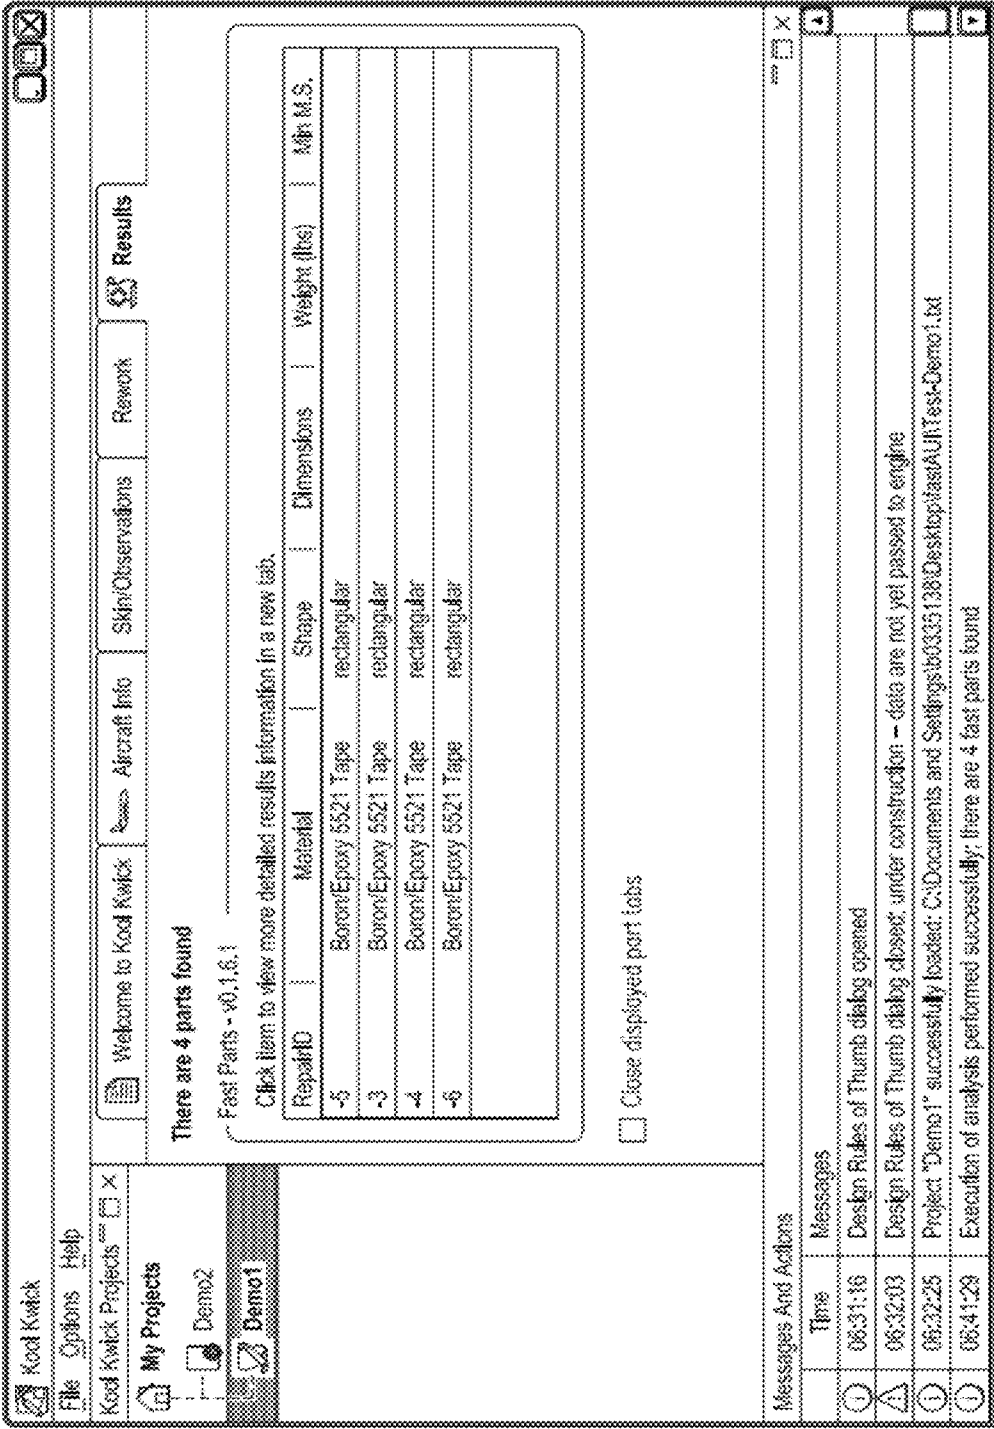 Kool Kwick
File Options Help
Kool Kwick Projects
My Projects
Demo2
Demo1
Welcome to Kool Kwick Aircraft Info Skin/Observations Rework Results
There are 4 parts found
Fast Parts - v0.1.6.1
Click item to view more detailed results information in a new tab.
RepairID Material Shape Dimensions Weight (lbs) Min M.S.
-5 Boron/Epoxy 5521 Tape rectangular
-3 Boron/Epoxy 5521 Tape rectangular
-4 Boron/Epoxy 5521 Tape rectangular
-6 Boron/Epoxy 5521 Tape rectangular
Close displayed part tabs
Messages And Actions
Time Messages
06:31:16 Design Rules of Thumb dialog opened
06:32:03 Design Rules of Thumb dialog closed; under construction – data are not yet passed to engine
06:32:25 Project "Demo1" successfully loaded: C:\Documents and Settings\b0335138\Desktop\fastAUI\Test-Demo1.txt
06:41:29 Execution of analysis performed successfully; there are 4 fast parts found